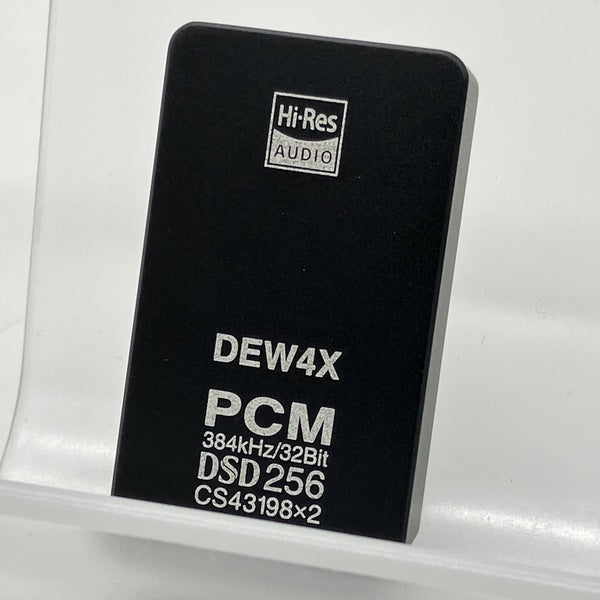 Hi-Res
AUDIO
DEW4X
PCM
384kHz/32Bit
DSD256
CS43198×2